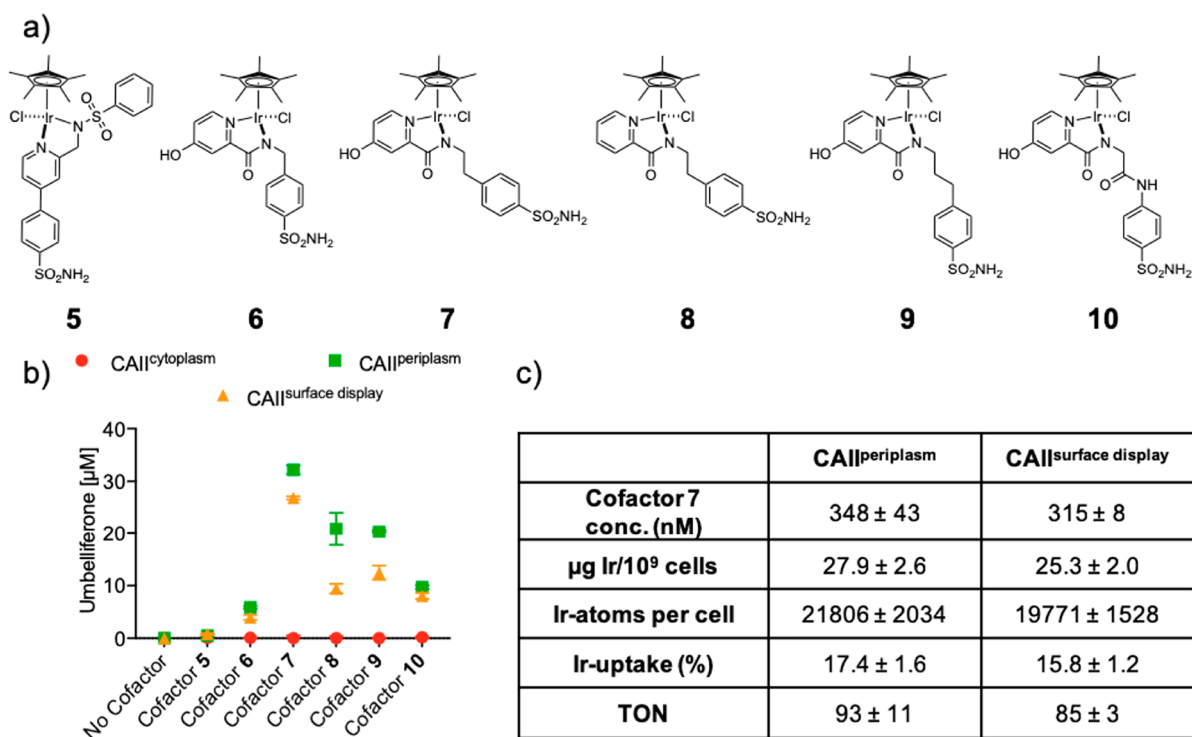 a)
Cl Ir N S O O N SO2NH2
HO N Ir Cl N O SO2NH2
HO N Ir Cl N O SO2NH2
N Ir Cl N O SO2NH2
HO N Ir Cl N O SO2NH2
HO N Ir Cl N O O NH SO2NH2
5 6 7 8 9 10
b)
CAIIcytoplasm
CAIIperiplasm
CAIIsurface display
Umbelliferone [µM]
40
30
20
10
0
No Cofactor
Cofactor 5
Cofactor 6
Cofactor 7
Cofactor 8
Cofactor 9
Cofactor 10
c)
CAIIperiplasm CAIIsurface display
Cofactor 7
conc. (nM) 348 ± 43 315 ± 8
µg Ir/10⁹ cells 27.9 ± 2.6 25.3 ± 2.0
Ir-atoms per cell 21806 ± 2034 19771 ± 1528
Ir-uptake (%) 17.4 ± 1.6 15.8 ± 1.2
TON 93 ± 11 85 ± 3